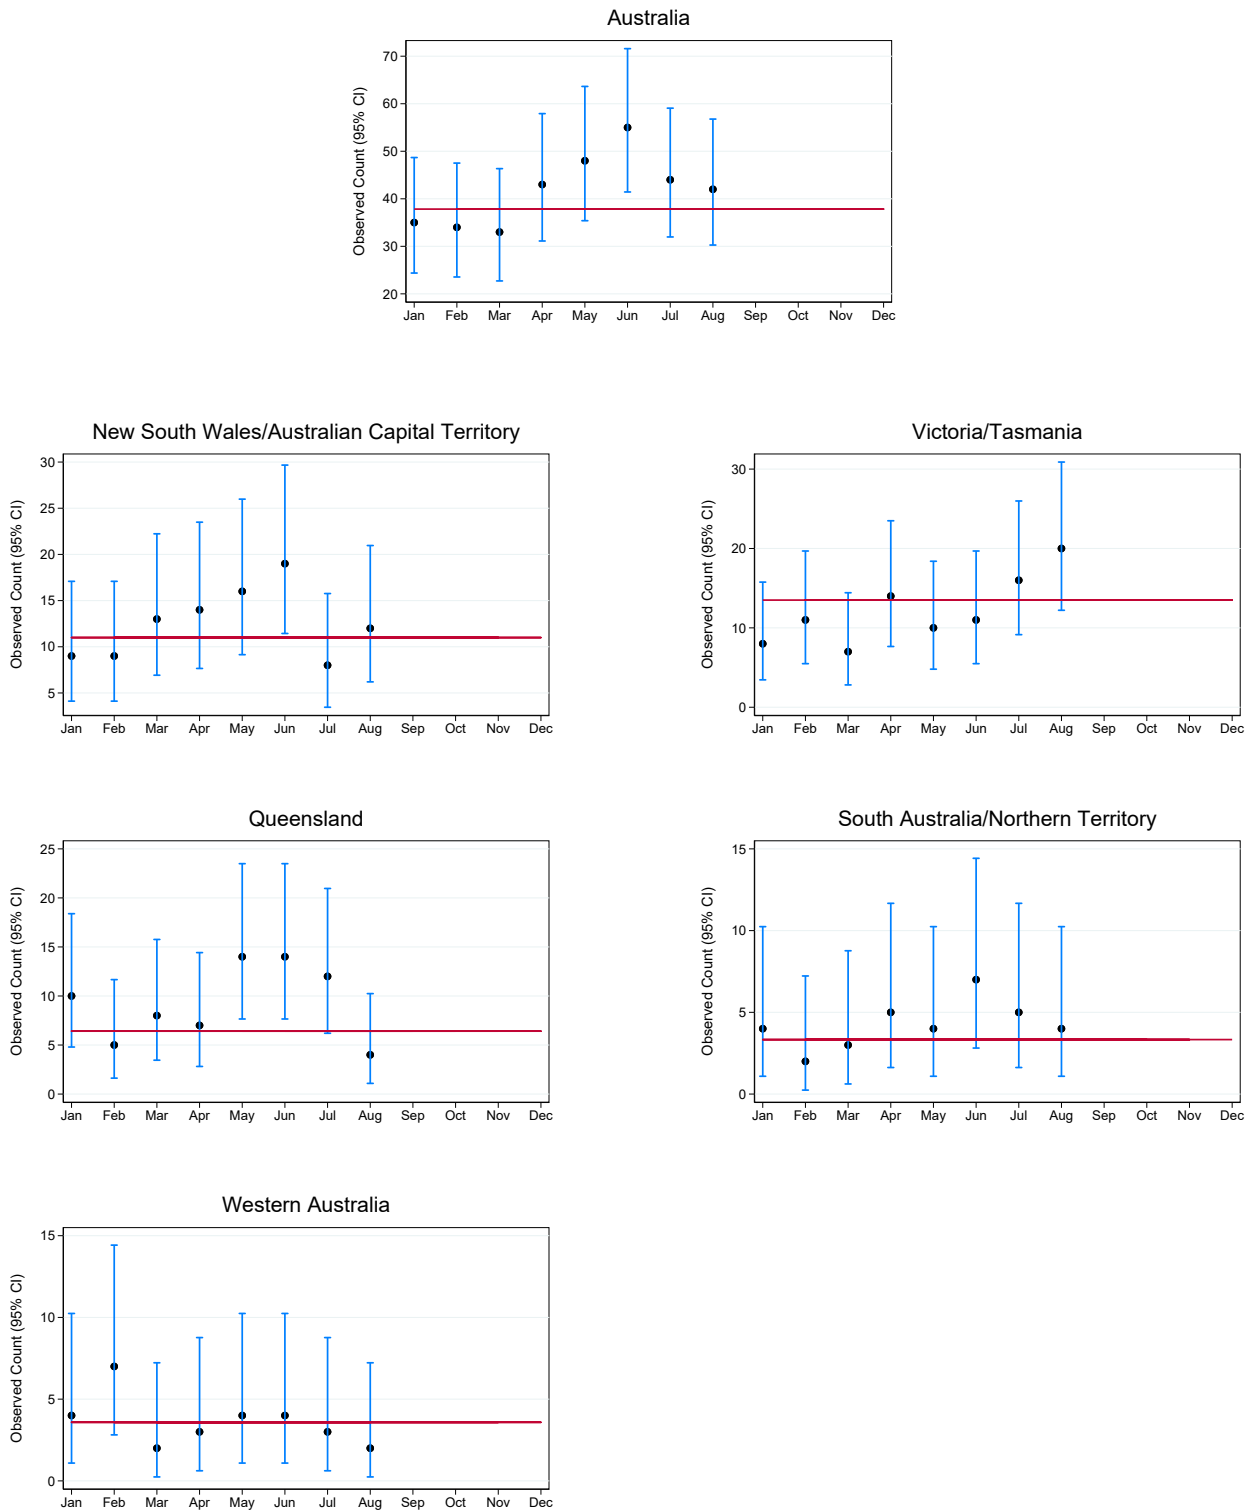 Australia
Observed Count (95% CI)
70
60
50
40
30
20
Jan Feb Mar Apr May Jun Jul Aug Sep Oct Nov Dec
New South Wales/Australian Capital Territory
Observed Count (95% CI)
30
25
20
15
10
5
Jan Feb Mar Apr May Jun Jul Aug Sep Oct Nov Dec
Victoria/Tasmania
Observed Count (95% CI)
30
20
10
0
Jan Feb Mar Apr May Jun Jul Aug Sep Oct Nov Dec
Queensland
Observed Count (95% CI)
25
20
15
10
5
0
Jan Feb Mar Apr May Jun Jul Aug Sep Oct Nov Dec
South Australia/Northern Territory
Observed Count (95% CI)
15
10
5
0
Jan Feb Mar Apr May Jun Jul Aug Sep Oct Nov Dec
Western Australia
Observed Count (95% CI)
15
10
5
0
Jan Feb Mar Apr May Jun Jul Aug Sep Oct Nov Dec